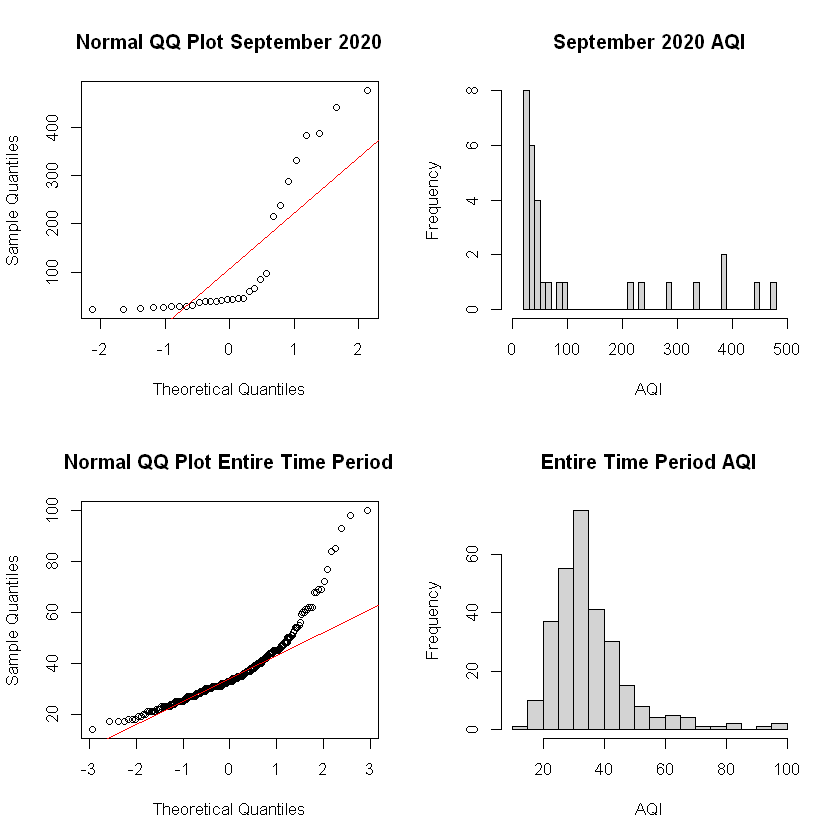 Normal QQ Plot September 2020
Sample Quantiles
100 200 300 400
-2 -1 0 1 2
Theoretical Quantiles
September 2020 AQI
Frequency
0 2 4 6 8
0 100 200 300 400 500
AQI
Normal QQ Plot Entire Time Period
Sample Quantiles
20 40 60 80 100
-3 -2 -1 0 1 2 3
Theoretical Quantiles
Entire Time Period AQI
Frequency
0 20 40 60
20 40 60 80 100
AQI